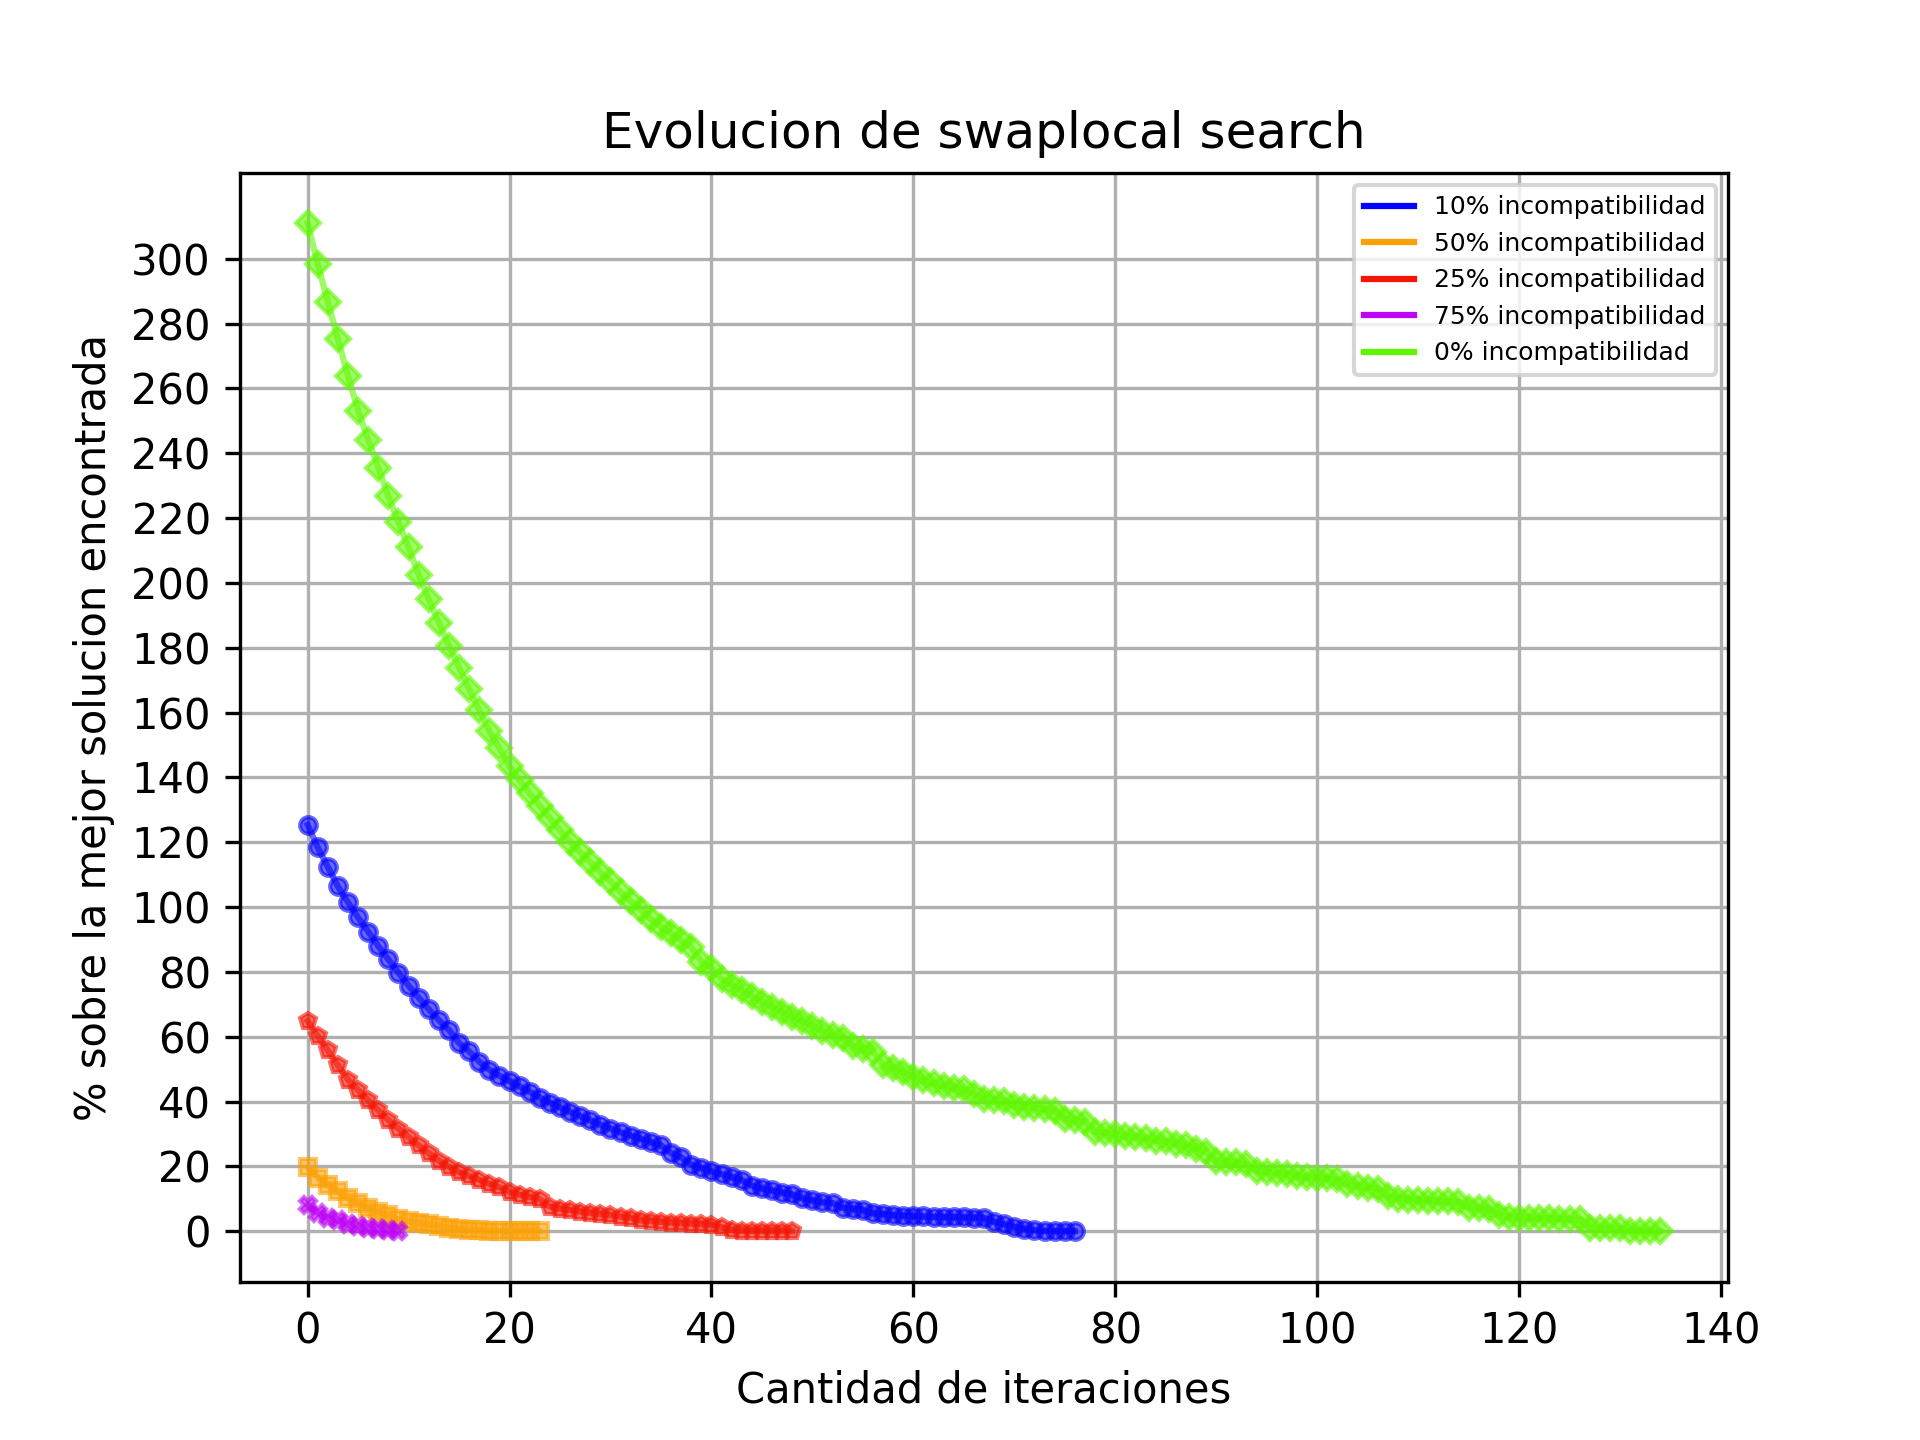 Evolucion de swaplocal search
10% incompatibilidad
50% incompatibilidad
25% incompatibilidad
75% incompatibilidad
0% incompatibilidad
% sobre la mejor solucion encontrada
300
280
260
240
220
200
180
160
140
120
100
80
60
40
20
0
0 20 40 60 80 100 120 140
Cantidad de iteraciones